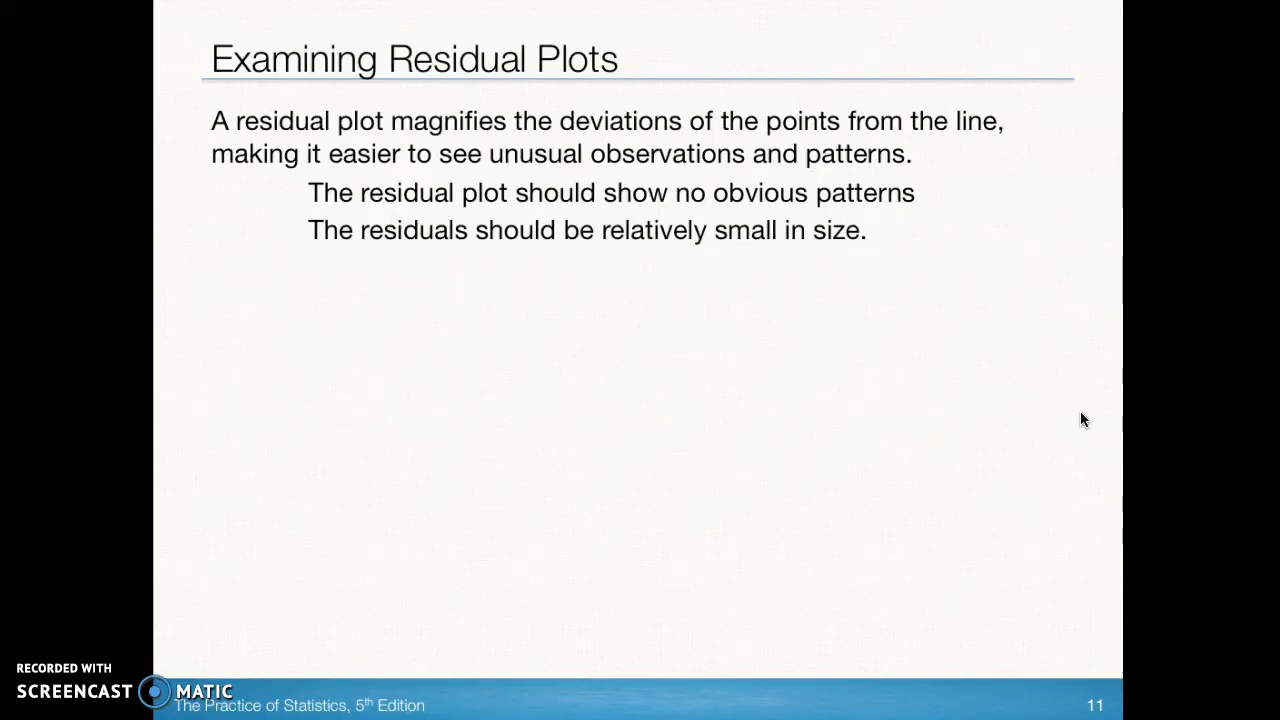 Examining Residual Plots
A residual plot magnifies the deviations of the points from the line,
making it easier to see unusual observations and patterns.
The residual plot should show no obvious patterns
The residuals should be relatively small in size.
RECORDED WITH
SCREENCAST MATIC
The Practice of Statistics, 5th Edition
11